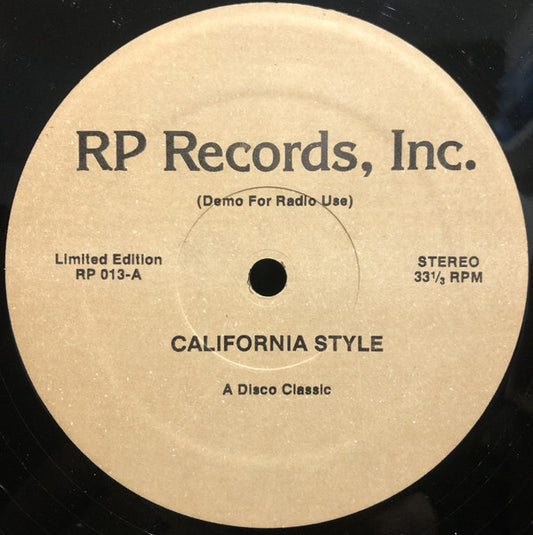 RP Records, Inc.
(Demo For Radio Use)
Limited Edition
RP 013-A
STEREO
33⅓ RPM
CALIFORNIA STYLE
A Disco Classic